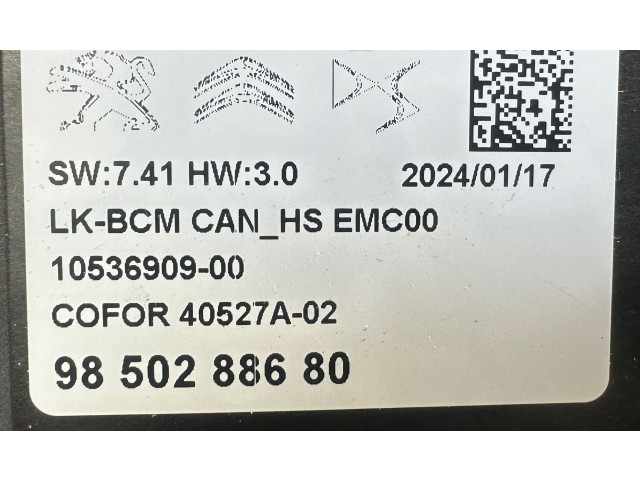 SW:7.41 HW:3.0 2024/01/17
LK-BCM CAN_HS EMC00
10536909-00
COFOR 40527A-02
98 502 886 80